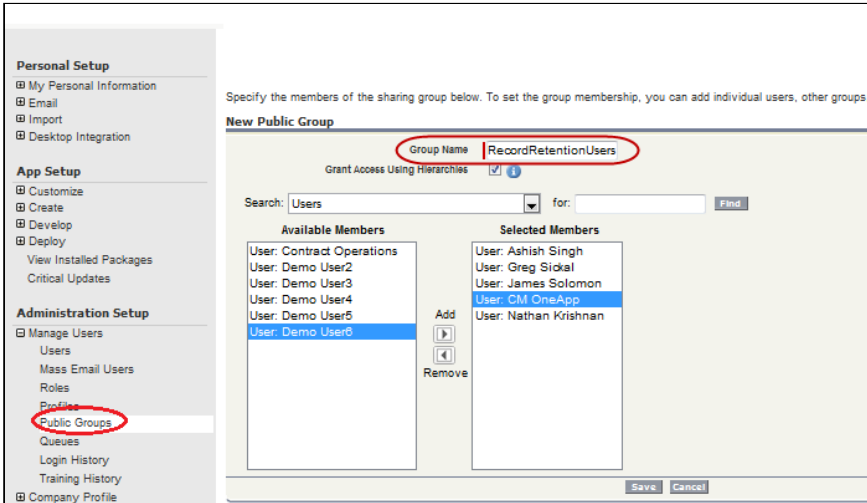 Personal Setup
My Personal Information
Email
Import
Desktop Integration
App Setup
Customize
Create
Develop
Deploy
View Installed Packages
Critical Updates
Administration Setup
Manage Users
Users
Mass Email Users
Roles
Profiles
Public Groups
Queues
Login History
Training History
Company Profile
Specify the members of the sharing group below. To set the group membership, you can add individual users, other groups
New Public Group
Group Name RecordRetentionUsers
Grant Access Using Hierarchies
Search: Users for: Find
Available Members
User: Contract Operations
User: Demo User2
User: Demo User3
User: Demo User4
User: Demo User5
User: Demo User6
Add
Remove
Selected Members
User: Ashish Singh
User: Greg Sickal
User: James Solomon
User: CM OneApp
User: Nathan Krishnan
Save Cancel